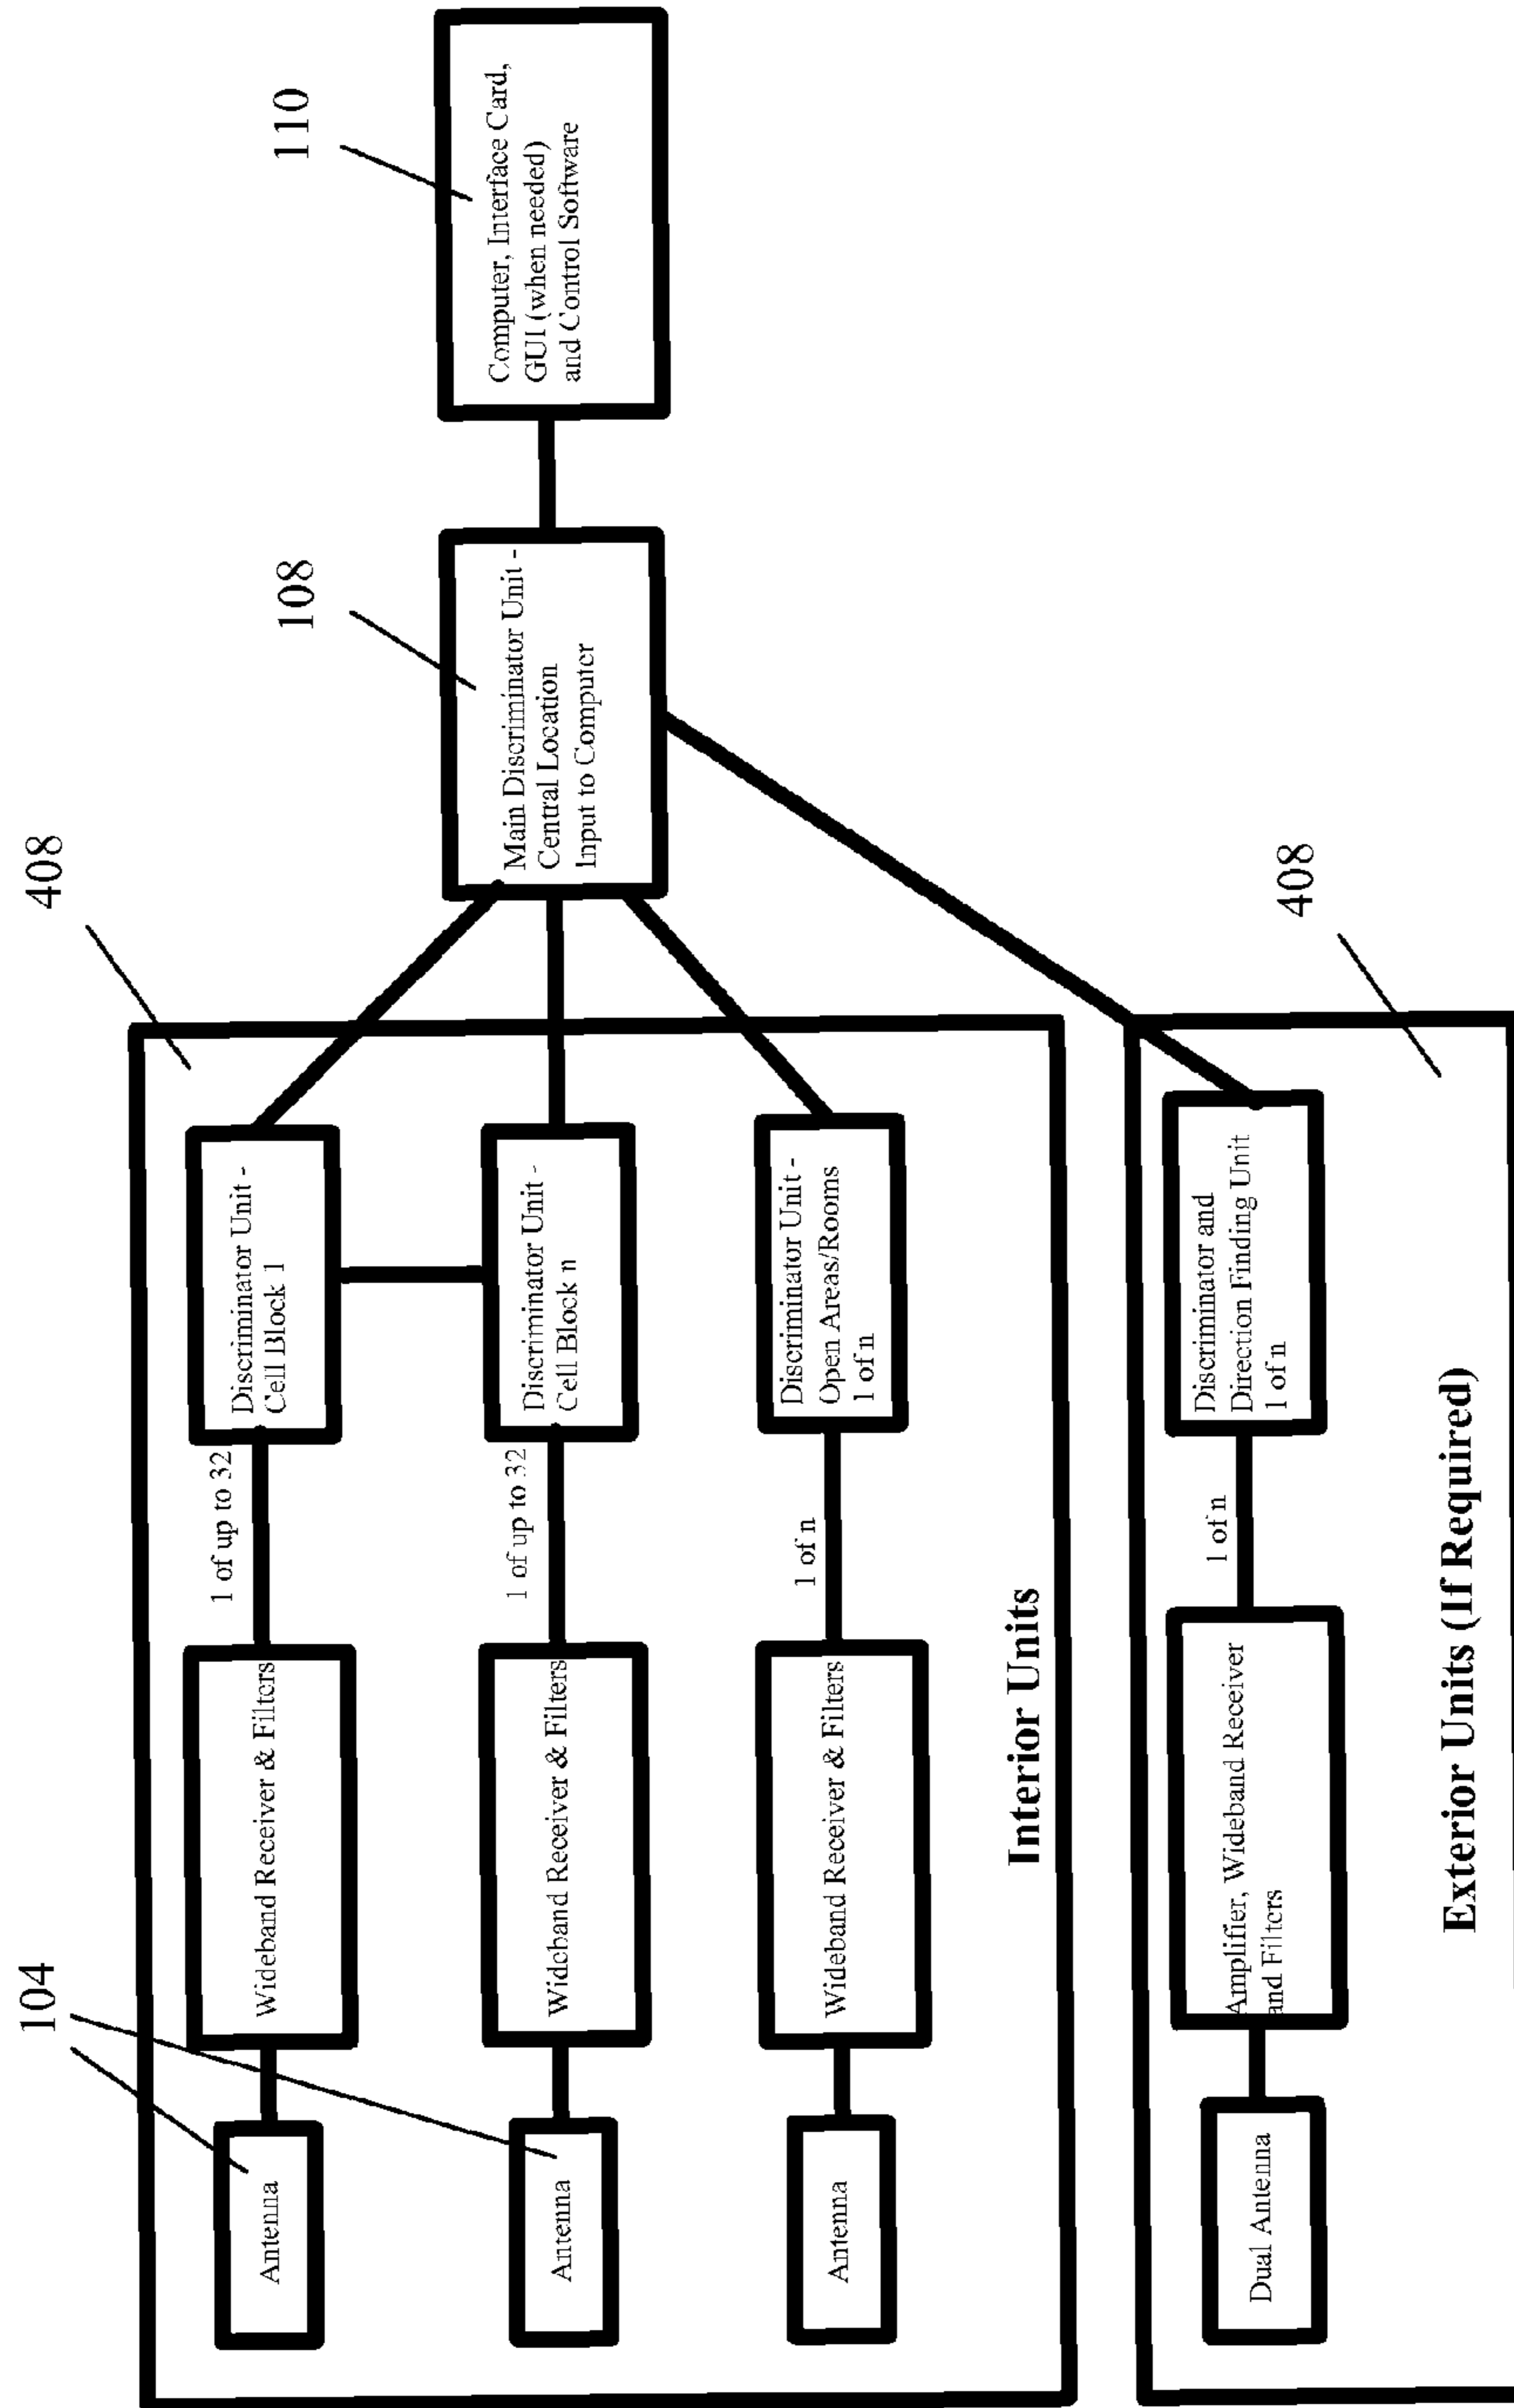 408
104
Antenna
Wideband Receiver & Filters
1 of up to 32
Discriminator Unit -
Cell Block 1
Antenna
Wideband Receiver & Filters
1 of up to 32
Discriminator Unit -
Cell Block n
Antenna
Wideband Receiver & Filters
1 of n
Discriminator Unit -
Open Areas/Rooms
1 of n
Interior Units
108
Main Discriminator Unit -
Central Location
Input to Computer
110
Computer, Interface Card,
GUI (when needed)
and Control Software
Dual Antenna
Amplifier, Wideband Receiver
and Filters
1 of n
Discriminator and
Direction Finding Unit
1 of n
408
Exterior Units (If Required)